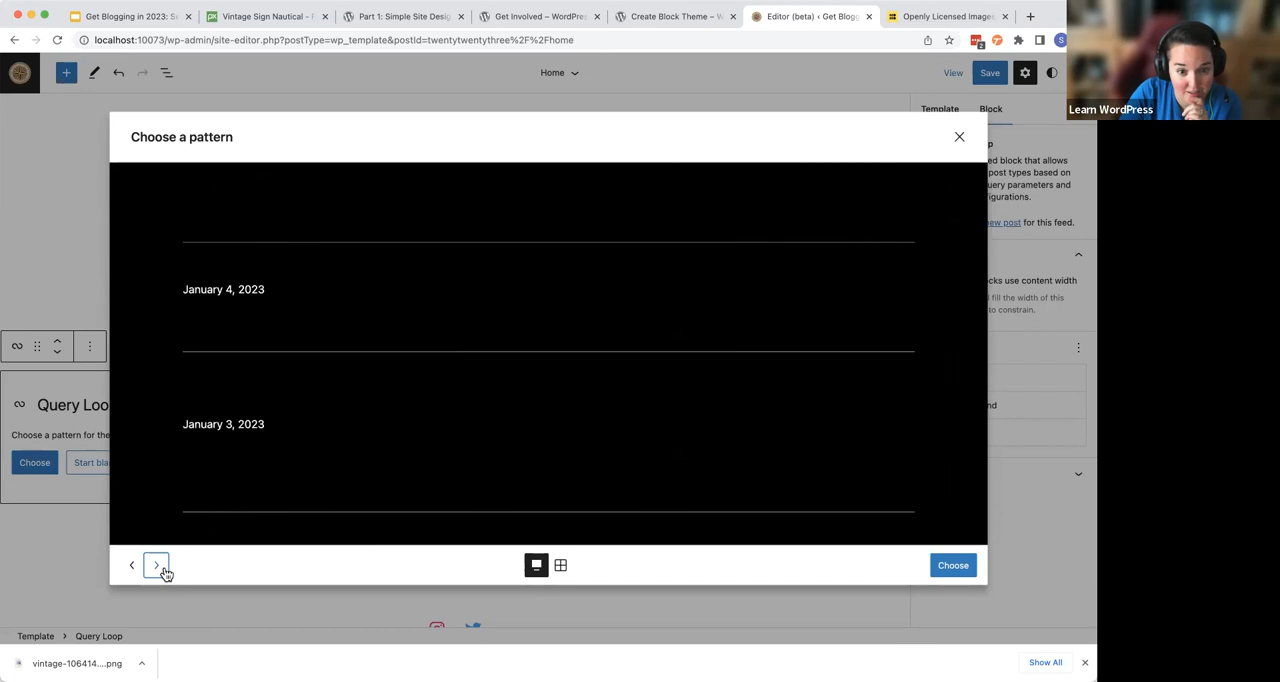 Get Blogging in 2023: S
Vintage Sign Nautical -
Part 1: Simple Site Desig
Get Involved – WordPre
Create Block Theme – W
Editor (beta) ‹ Get Blogg
Openly Licensed Images
localhost:10073/wp-admin/site-editor.php?postType=wp_template&postId=twentytwentythree%2F%2Fhome
2
S
Home
View
Save
Learn WordPress
Template
Block
Choose a pattern
p
ed block that allows
post types based on
uery parameters and
figurations.
new post for this feed.
January 4, 2023
cks use content width
fill the width of this
to constrain.
Query Loo
nd
January 3, 2023
Choose a pattern for the
Choose
Start bla
Choose
Template
Query Loop
vintage-106414....png
Show All